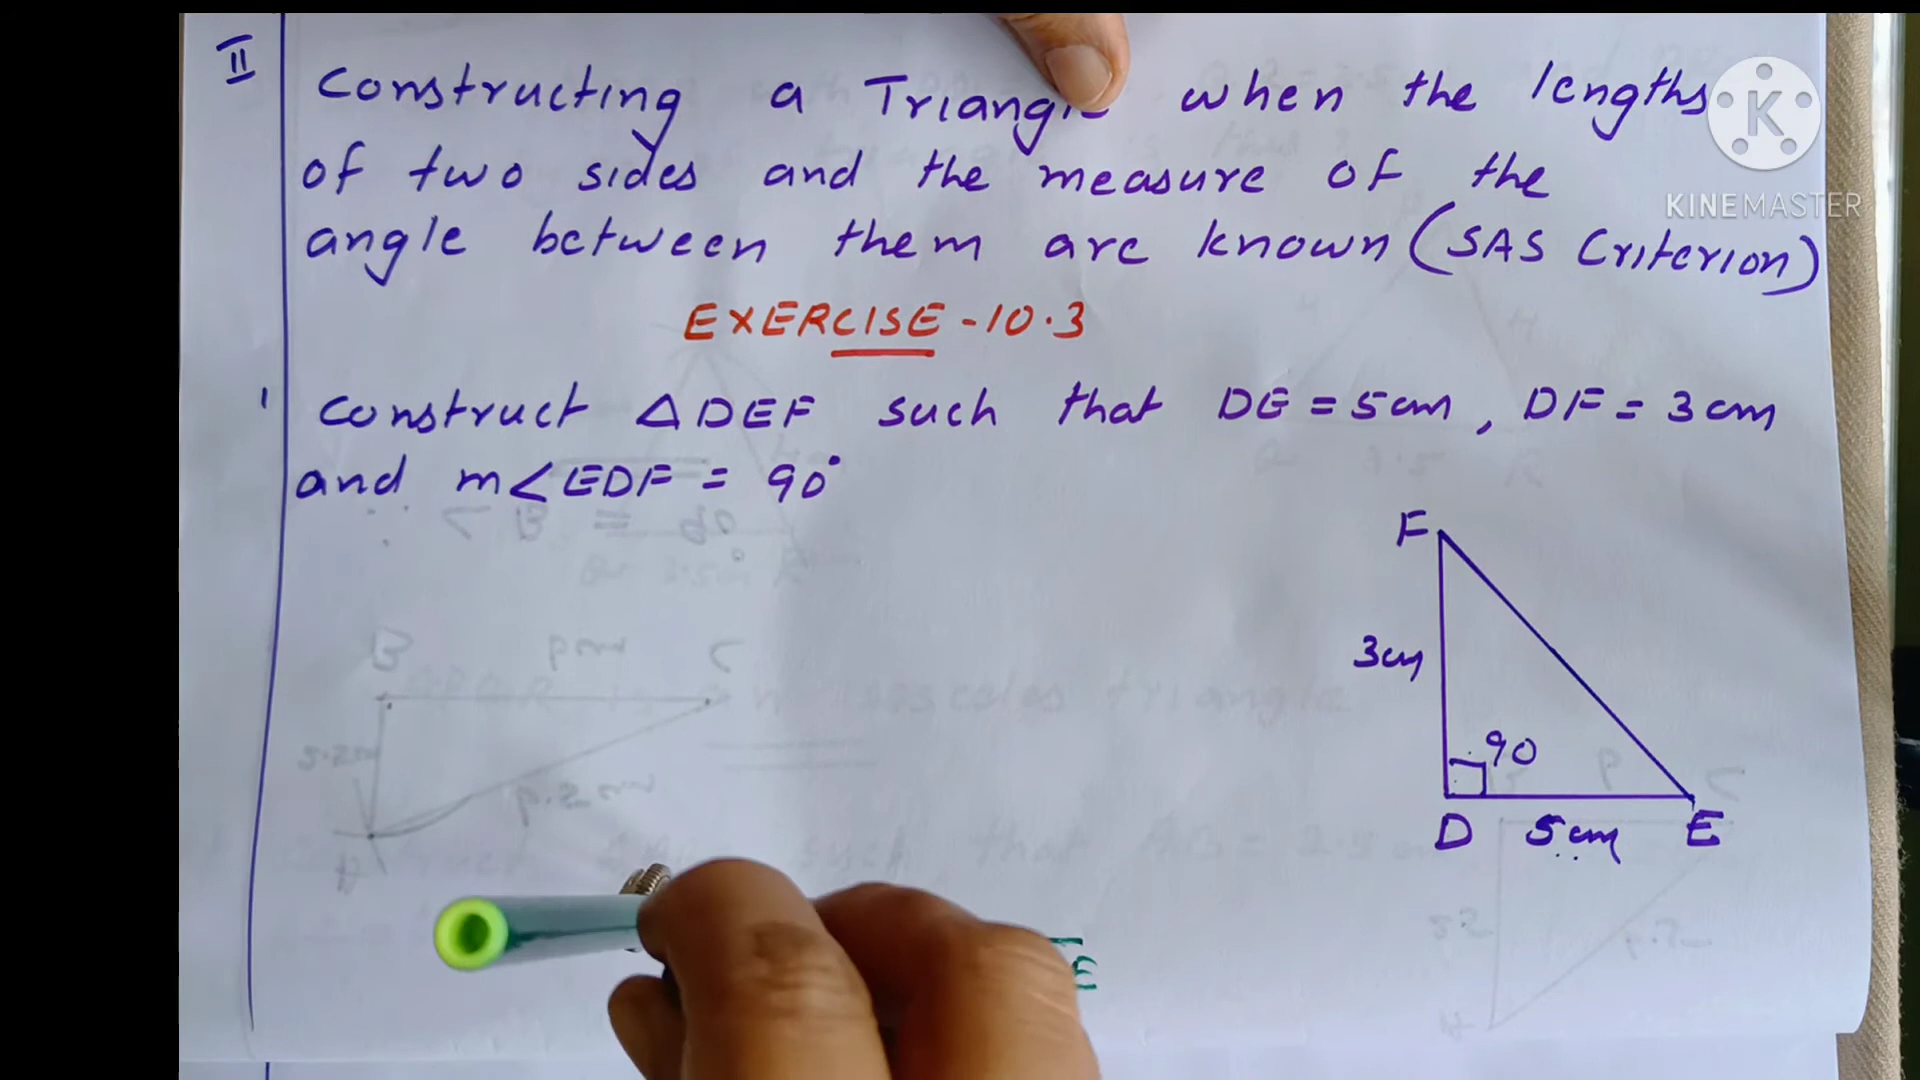 II
Constructing a Triangle when the lengths
of two sides and the measure of the
angle between them are known (SAS Criterion)
EXERCISE - 10.3
1 Construct △DEF such that DE = 5cm, DF = 3cm
and m∠EDF = 90°
F
3cm
90
D 5cm E
E
K
KINEMASTER